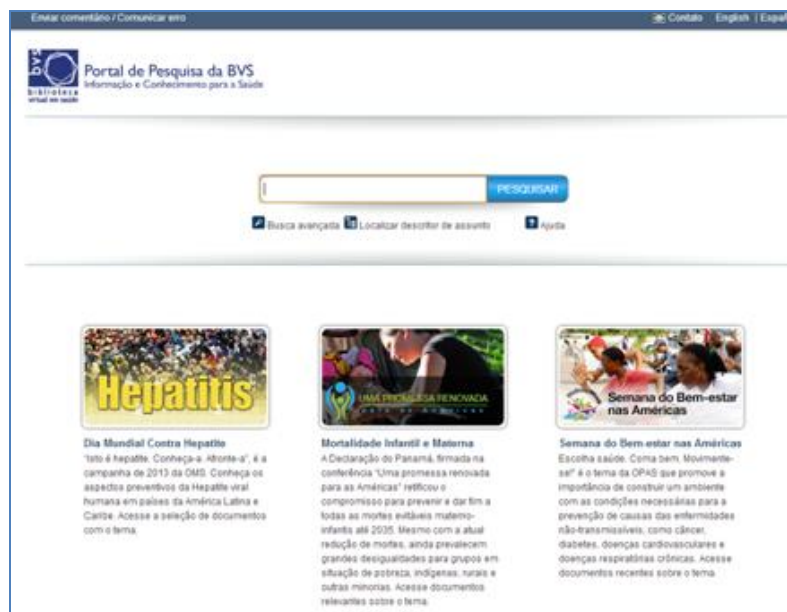 Enviar comentário / Comunicar erro
Contato English | Españ
bvs
biblioteca
virtual em saúde
Portal de Pesquisa da BVS
Informação e Conhecimento para a Saúde
PESQUISAR
Busca avançada Localizar descritor de assunto Ajuda
Hepatitis
Dia Mundial Contra Hepatite
"Isto é hepatite. Conheça-a. Afronte-a", é a
campanha de 2013 da OMS. Conheça os
aspectos preventivos da Hepatite viral
humana em países da América Latina e
Caribe. Acesse a seleção de documentos
com o tema.
UMA PROMESSA RENOVADA
PARA AS AMÉRICAS
Mortalidade Infantil e Materna
A Declaração do Panamá, firmada na
conferência "Uma promessa renovada
para as Américas" retificou o
compromisso para prevenir e dar fim a
todas as mortes evitáveis materno-
infantis até 2035. Mesmo com a atual
redução de mortes, ainda prevalecem
grandes desigualdades para grupos em
situação de pobreza, indígenas, rurais e
outras minorias. Acesse documentos
relevantes sobre o tema.
Semana do Bem-estar
nas Américas
Semana do Bem-estar nas Américas
Escolha saúde. Coma bem. Movimente-
se!" é o tema da OPAS que promove a
importância de construir um ambiente
com as condições necessárias para a
prevenção de causas das enfermidades
não-transmissíveis, como câncer,
diabetes, doenças cardiovasculares e
doenças respiratórias crônicas. Acesse
documentos recentes sobre o tema.